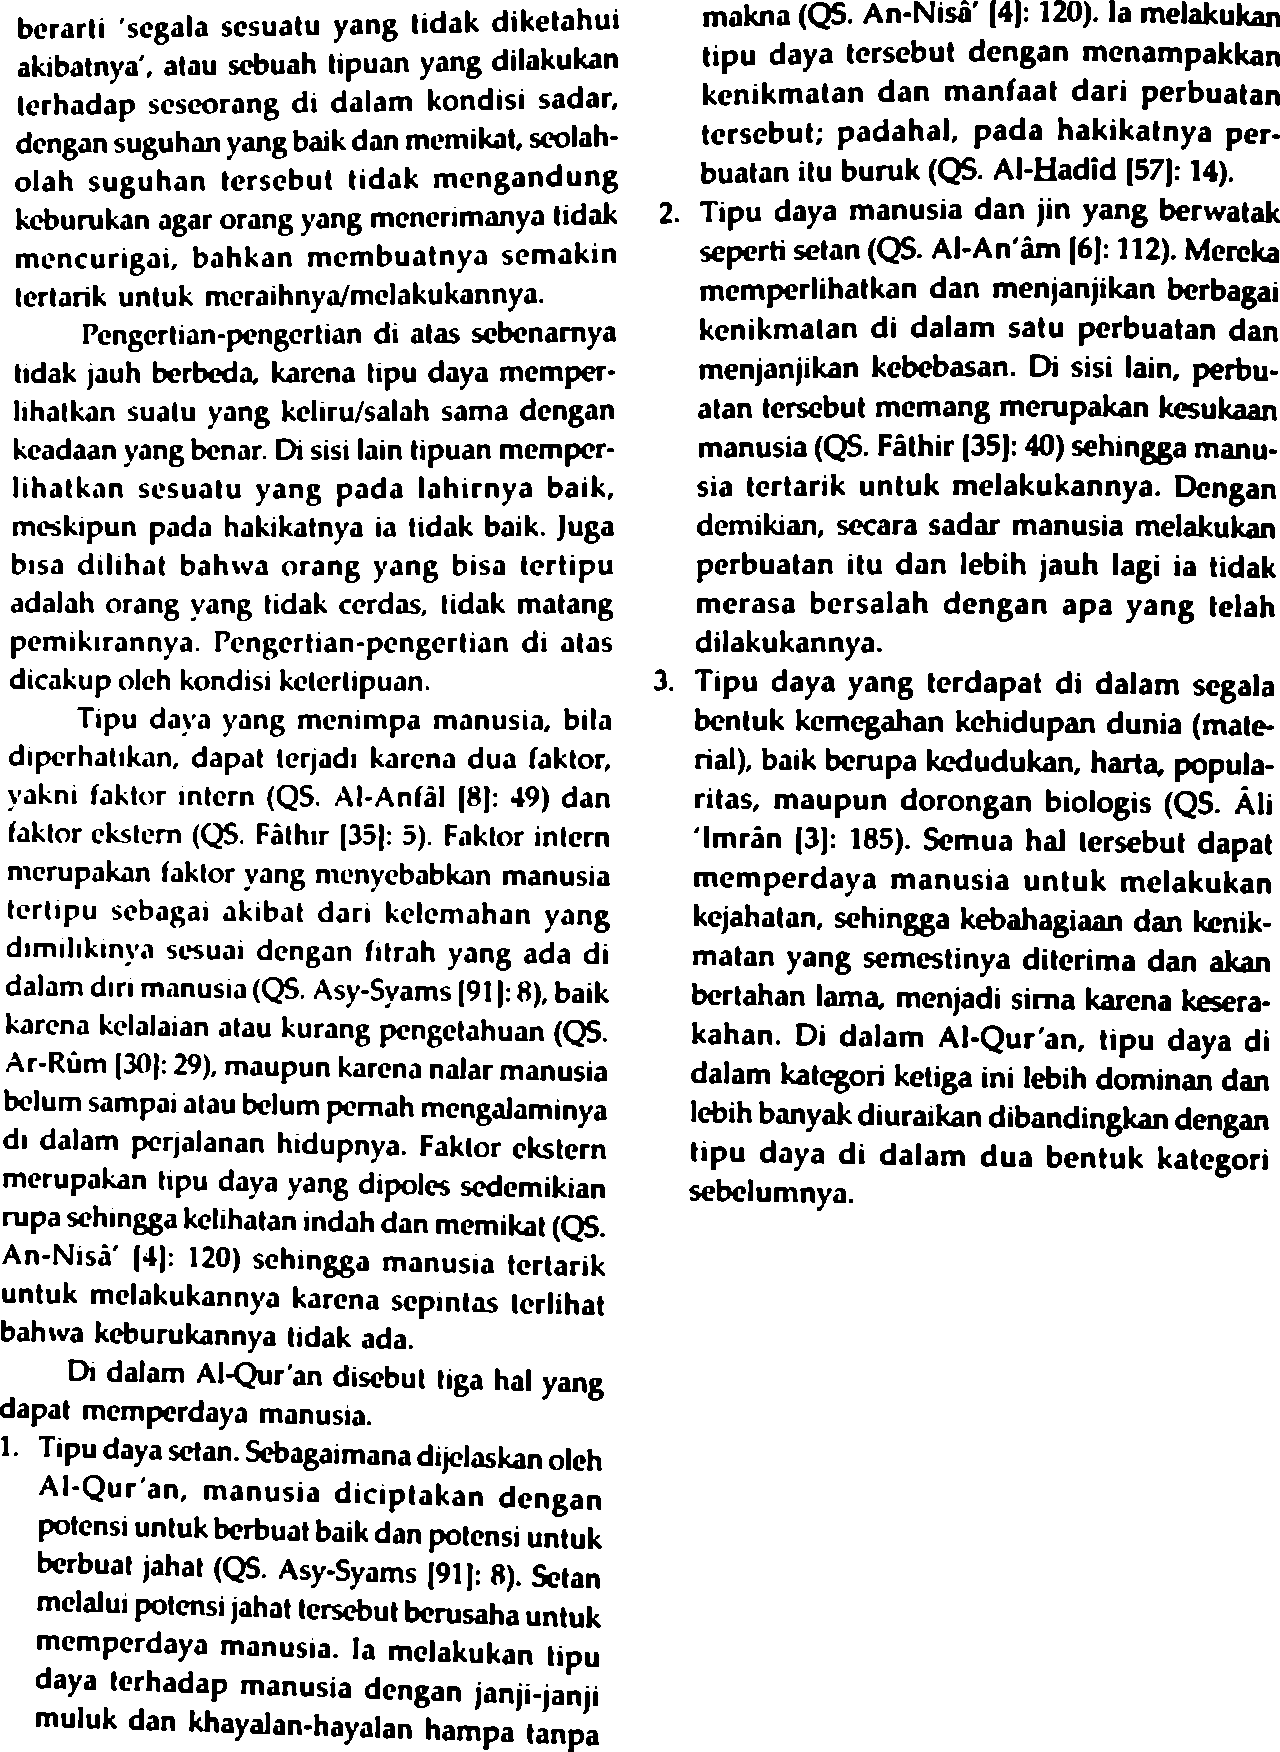 berarti 'segala sesuatu yang tidak diketahui
akibatnya', atau sebuah tipuan yang dilakukan
terhadap seseorang di dalam kondisi sadar,
dengan suguhan yang baik dan memikat, seolah-
olah suguhan tersebut tidak mengandung
keburukan agar orang yang menerimanya tidak
mencurigai, bahkan membuatnya semakin
tertarik untuk meraihnya/melakukannya.
Pengertian-pengertian di atas sebenarnya
tidak jauh berbeda, karena tipu daya memper-
lihatkan suatu yang keliru/salah sama dengan
keadaan yang benar. Di sisi lain tipuan memper-
lihatkan sesuatu yang pada lahirnya baik,
meskipun pada hakikatnya ia tidak baik. Juga
bisa dilihat bahwa orang yang bisa tertipu
adalah orang yang tidak cerdas, tidak matang
pemikirannya. Pengertian-pengertian di atas
dicakup oleh kondisi ketertipuan.
Tipu daya yang menimpa manusia, bila
diperhatikan, dapat terjadi karena dua faktor,
yakni faktor intern (QS. Al-Anfâl [8]: 49) dan
faktor ekstern (QS. Fâthir [35]: 5). Faktor intern
merupakan faktor yang menyebabkan manusia
tertipu sebagai akibat dari kelemahan yang
dimilikinya sesuai dengan fitrah yang ada di
dalam diri manusia (QS. Asy-Syams [91]: 8), baik
karena kelalaian atau kurang pengetahuan (QS.
Ar-Rûm [30]: 29), maupun karena nalar manusia
belum sampai atau belum pernah mengalaminya
di dalam perjalanan hidupnya. Faktor ekstern
merupakan tipu daya yang dipoles sedemikian
rupa sehingga kelihatan indah dan memikat (QS.
An-Nisâ' [4]: 120) sehingga manusia tertarik
untuk melakukannya karena sepintas terlihat
bahwa keburukannya tidak ada.
Di dalam Al-Qur'an disebut tiga hal yang
dapat memperdaya manusia.
1. Tipu daya setan. Sebagaimana dijelaskan oleh
Al-Qur'an, manusia diciptakan dengan
potensi untuk berbuat baik dan potensi untuk
berbuat jahat (QS. Asy-Syams [91]: 8). Setan
melalui potensi jahat tersebut berusaha untuk
memperdaya manusia. Ia melakukan tipu
daya terhadap manusia dengan janji-janji
muluk dan khayalan-hayalan hampa tanpa
makna (QS. An-Nisâ' [4]: 120). Ia melakukan
tipu daya tersebut dengan menampakkan
kenikmatan dan manfaat dari perbuatan
tersebut; padahal, pada hakikatnya per-
buatan itu buruk (QS. Al-Hadîd [57]: 14).
2. Tipu daya manusia dan jin yang berwatak
seperti setan (QS. Al-An'âm [6]: 112). Mereka
memperlihatkan dan menjanjikan berbagai
kenikmatan di dalam satu perbuatan dan
menjanjikan kebebasan. Di sisi lain, perbu-
atan tersebut memang merupakan kesukaan
manusia (QS. Fâthir [35]: 40) sehingga manu-
sia tertarik untuk melakukannya. Dengan
demikian, secara sadar manusia melakukan
perbuatan itu dan lebih jauh lagi ia tidak
merasa bersalah dengan apa yang telah
dilakukannya.
3. Tipu daya yang terdapat di dalam segala
bentuk kemegahan kehidupan dunia (mate-
rial), baik berupa kedudukan, harta, popula-
ritas, maupun dorongan biologis (QS. Âli
'Imrân [3]: 185). Semua hal tersebut dapat
memperdaya manusia untuk melakukan
kejahatan, sehingga kebahagiaan dan kenik-
matan yang semestinya diterima dan akan
bertahan lama, menjadi sirna karena kesera-
kahan. Di dalam Al-Qur'an, tipu daya di
dalam kategori ketiga ini lebih dominan dan
lebih banyak diuraikan dibandingkan dengan
tipu daya di dalam dua bentuk kategori
sebelumnya.